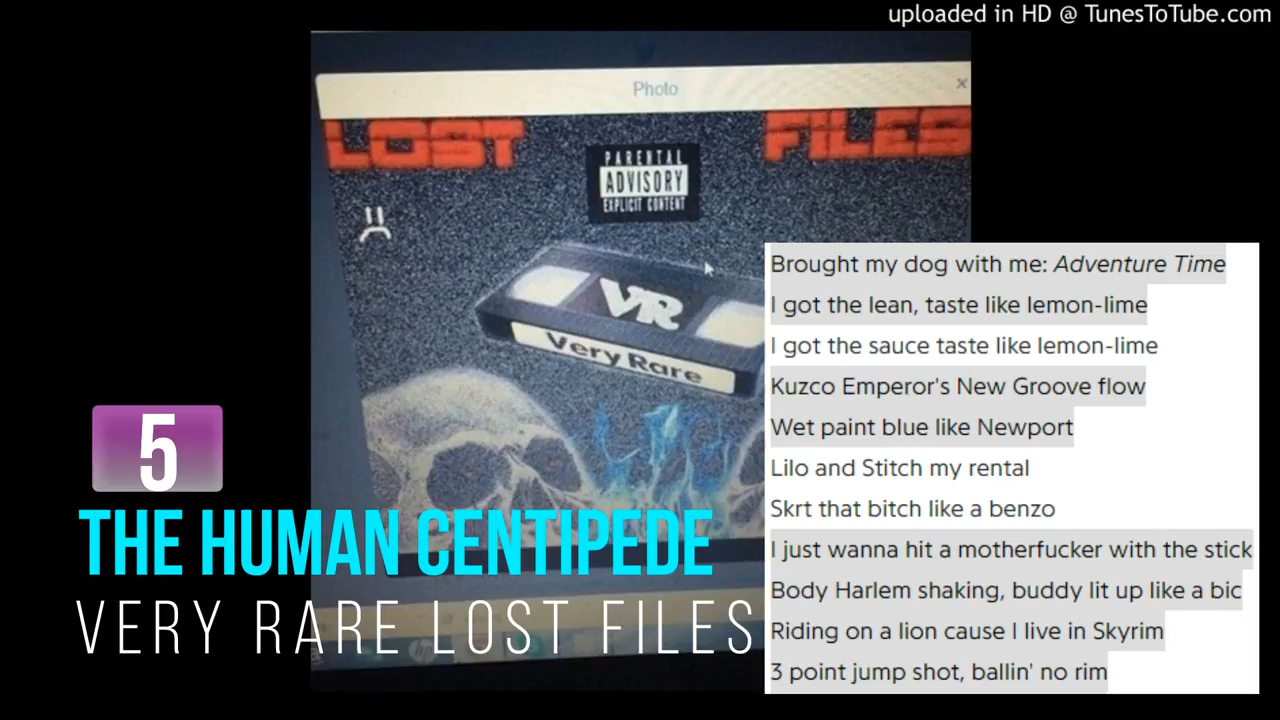 uploaded in HD @ TunesToTube.com
Photo
LOST FILES
PARENTAL
ADVISORY
EXPLICIT CONTENT
VR
Very Rare
Brought my dog with me: Adventure Time
I got the lean, taste like lemon-lime
I got the sauce taste like lemon-lime
Kuzco Emperor's New Groove flow
Wet paint blue like Newport
Lilo and Stitch my rental
Skrt that bitch like a benzo
I just wanna hit a motherfucker with the stick
Body Harlem shaking, buddy lit up like a bic
Riding on a lion cause I live in Skyrim
3 point jump shot, ballin' no rim
5
THE HUMAN CENTIPEDE
VERY RARE LOST FILES